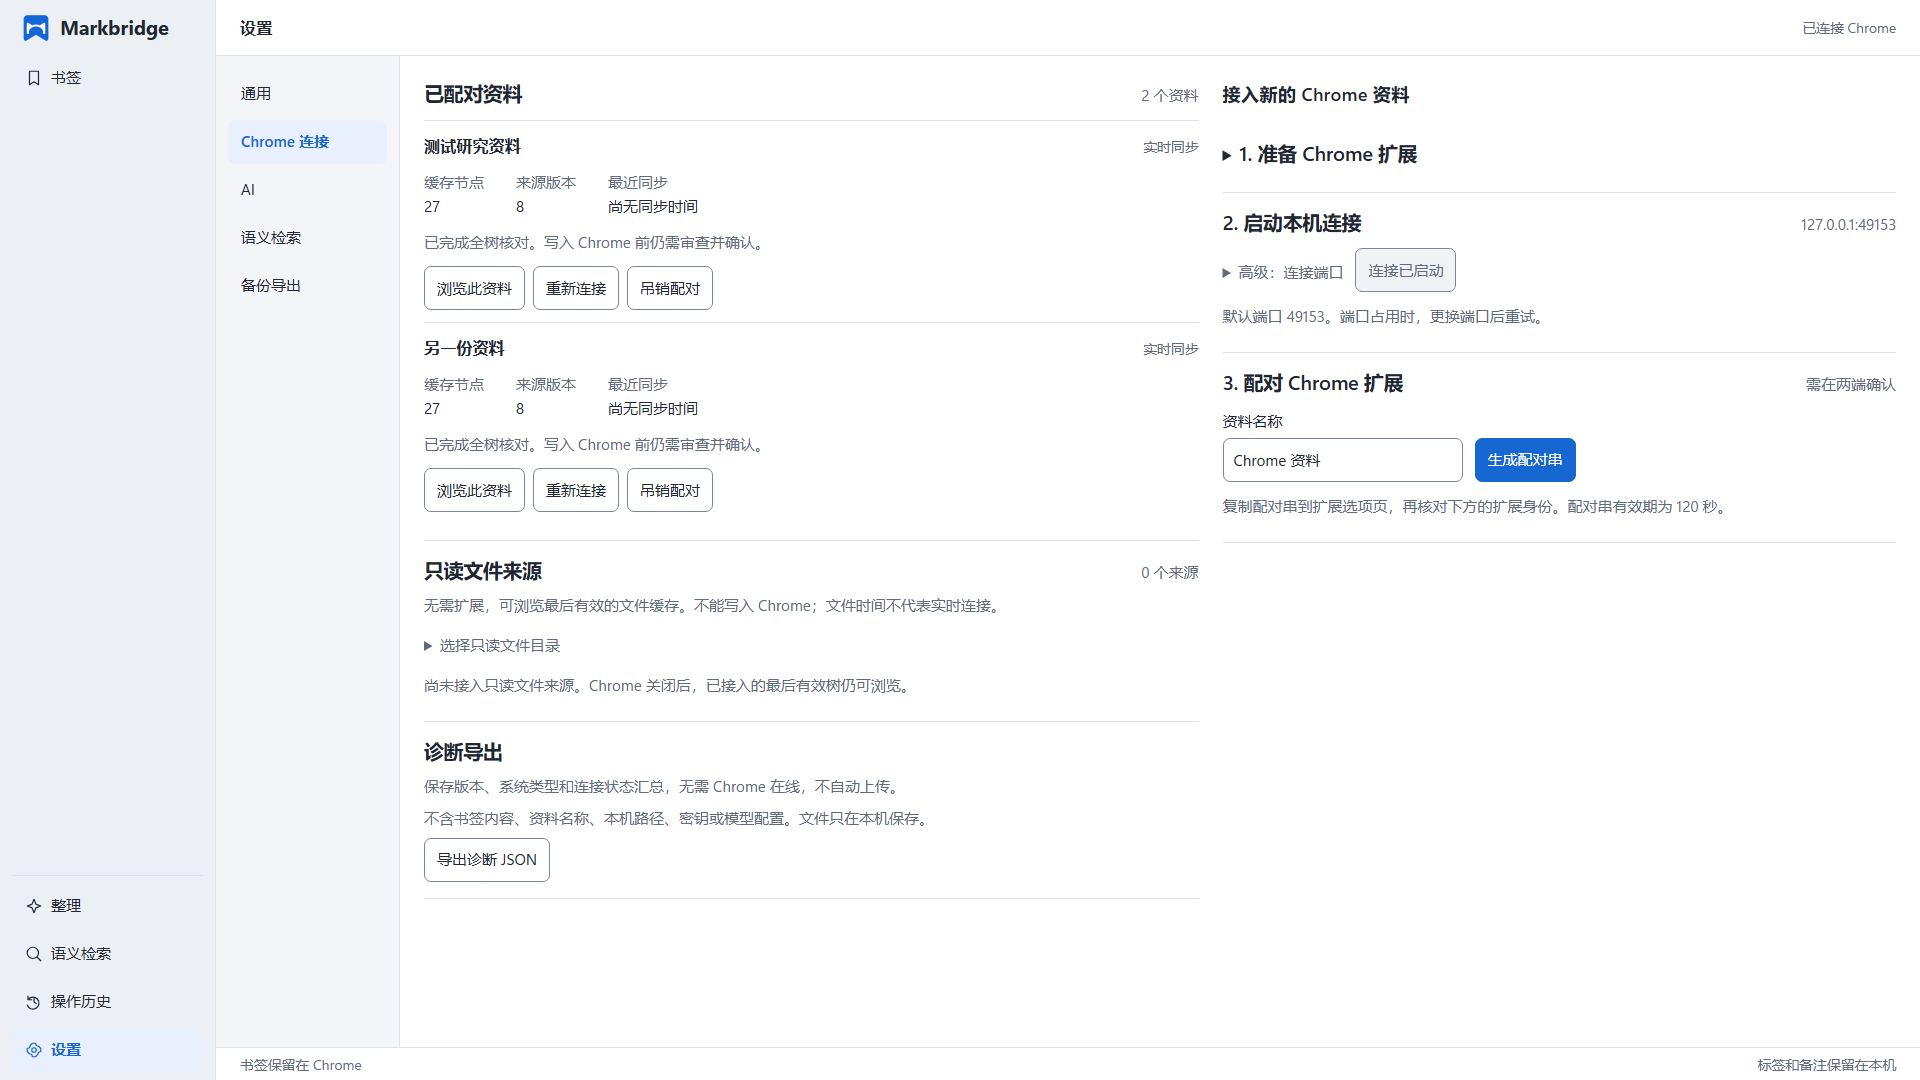 Markbridge
书签
整理
语义检索
操作历史
设置
设置
已连接 Chrome
通用
Chrome 连接
AI
语义检索
备份导出
已配对资料
2 个资料
测试研究资料
实时同步
缓存节点 来源版本 最近同步
27 8 尚无同步时间
已完成全树核对。写入 Chrome 前仍需审查并确认。
浏览此资料 重新连接 吊销配对
另一份资料
实时同步
缓存节点 来源版本 最近同步
27 8 尚无同步时间
已完成全树核对。写入 Chrome 前仍需审查并确认。
浏览此资料 重新连接 吊销配对
只读文件来源
0 个来源
无需扩展，可浏览最后有效的文件缓存。不能写入 Chrome；文件时间不代表实时连接。
选择只读文件目录
尚未接入只读文件来源。Chrome 关闭后，已接入的最后有效树仍可浏览。
诊断导出
保存版本、系统类型和连接状态汇总，无需 Chrome 在线，不自动上传。
不含书签内容、资料名称、本机路径、密钥或模型配置。文件只在本机保存。
导出诊断 JSON
接入新的 Chrome 资料
1. 准备 Chrome 扩展
2. 启动本机连接
127.0.0.1:49153
高级：连接端口 连接已启动
默认端口 49153。端口占用时，更换端口后重试。
3. 配对 Chrome 扩展
需在两端确认
资料名称
Chrome 资料 生成配对串
复制配对串到扩展选项页，再核对下方的扩展身份。配对串有效期为 120 秒。
书签保留在 Chrome
标签和备注保留在本机